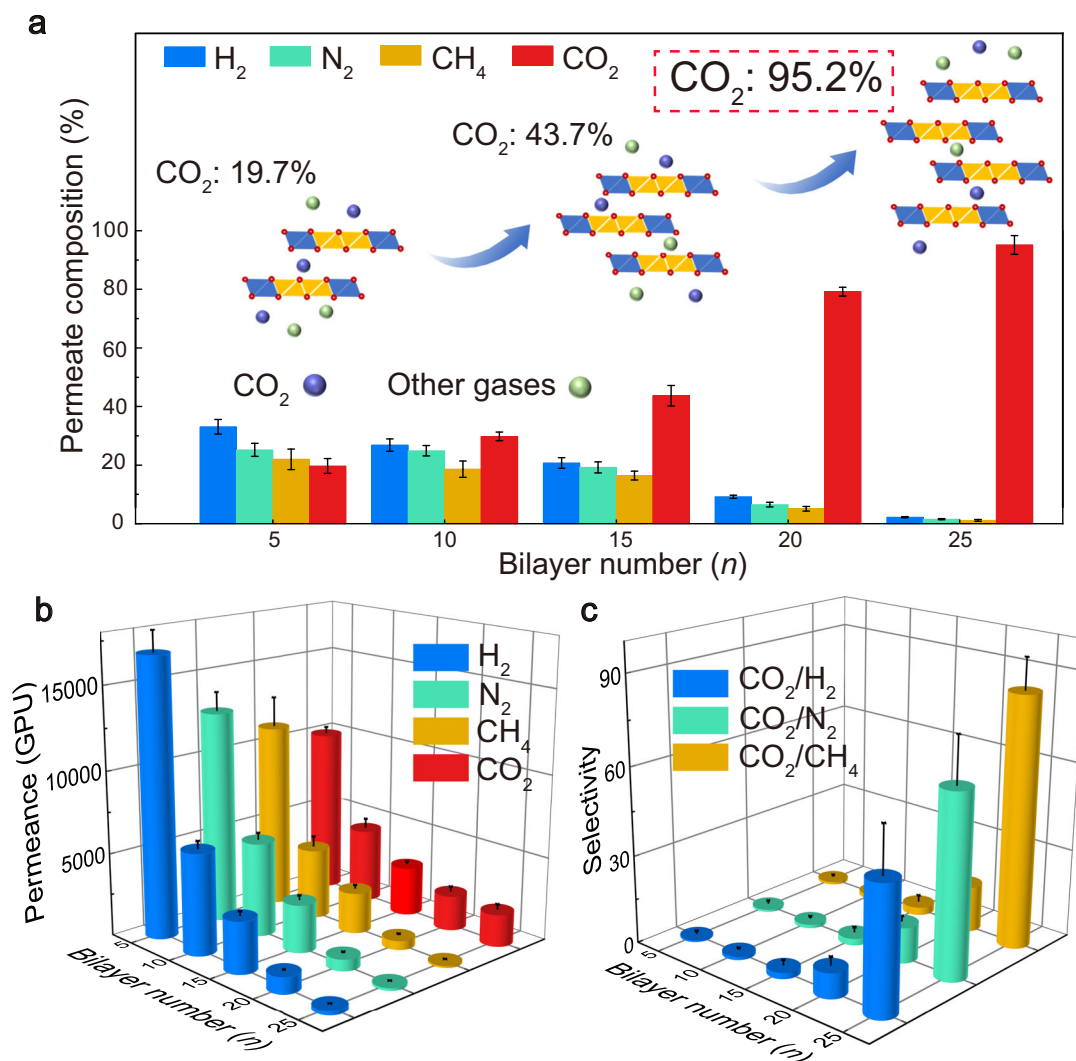 a
H₂ N₂ CH₄ CO₂
CO₂: 95.2%
CO₂: 43.7%
CO₂: 19.7%
Permeate composition (%)
100
80
60
40
20
0
CO₂ Other gases
5 10 15 20 25
Bilayer number (n)
b
H₂
N₂
CH₄
CO₂
Permeance (GPU)
15000
10000
5000
5 10 15 20 25
Bilayer number (n)
c
CO₂/H₂
CO₂/N₂
CO₂/CH₄
Selectivity
90
60
30
0
5 10 15 20 25
Bilayer number (n)